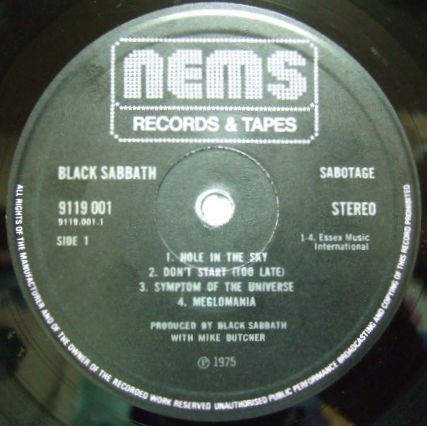 nems
RECORDS & TAPES
BLACK SABBATH
SABOTAGE
9119 001
9119.001.1
STEREO
SIDE 1
1-4. Essex Music
International
1. HOLE IN THE SKY
2. DON'T START (TOO LATE)
3. SYMPTOM OF THE UNIVERSE
4. MEGLOMANIA
PRODUCED BY BLACK SABBATH
WITH MIKE BUTCHER
Ⓟ 1975
ALL RIGHTS OF THE MANUFACTURER AND OF THE OWNER OF THE RECORDED WORK RESERVED UNAUTHORISED PUBLIC PERFORMANCE BROADCASTING AND COPYING OF THIS RECORD PROHIBITED